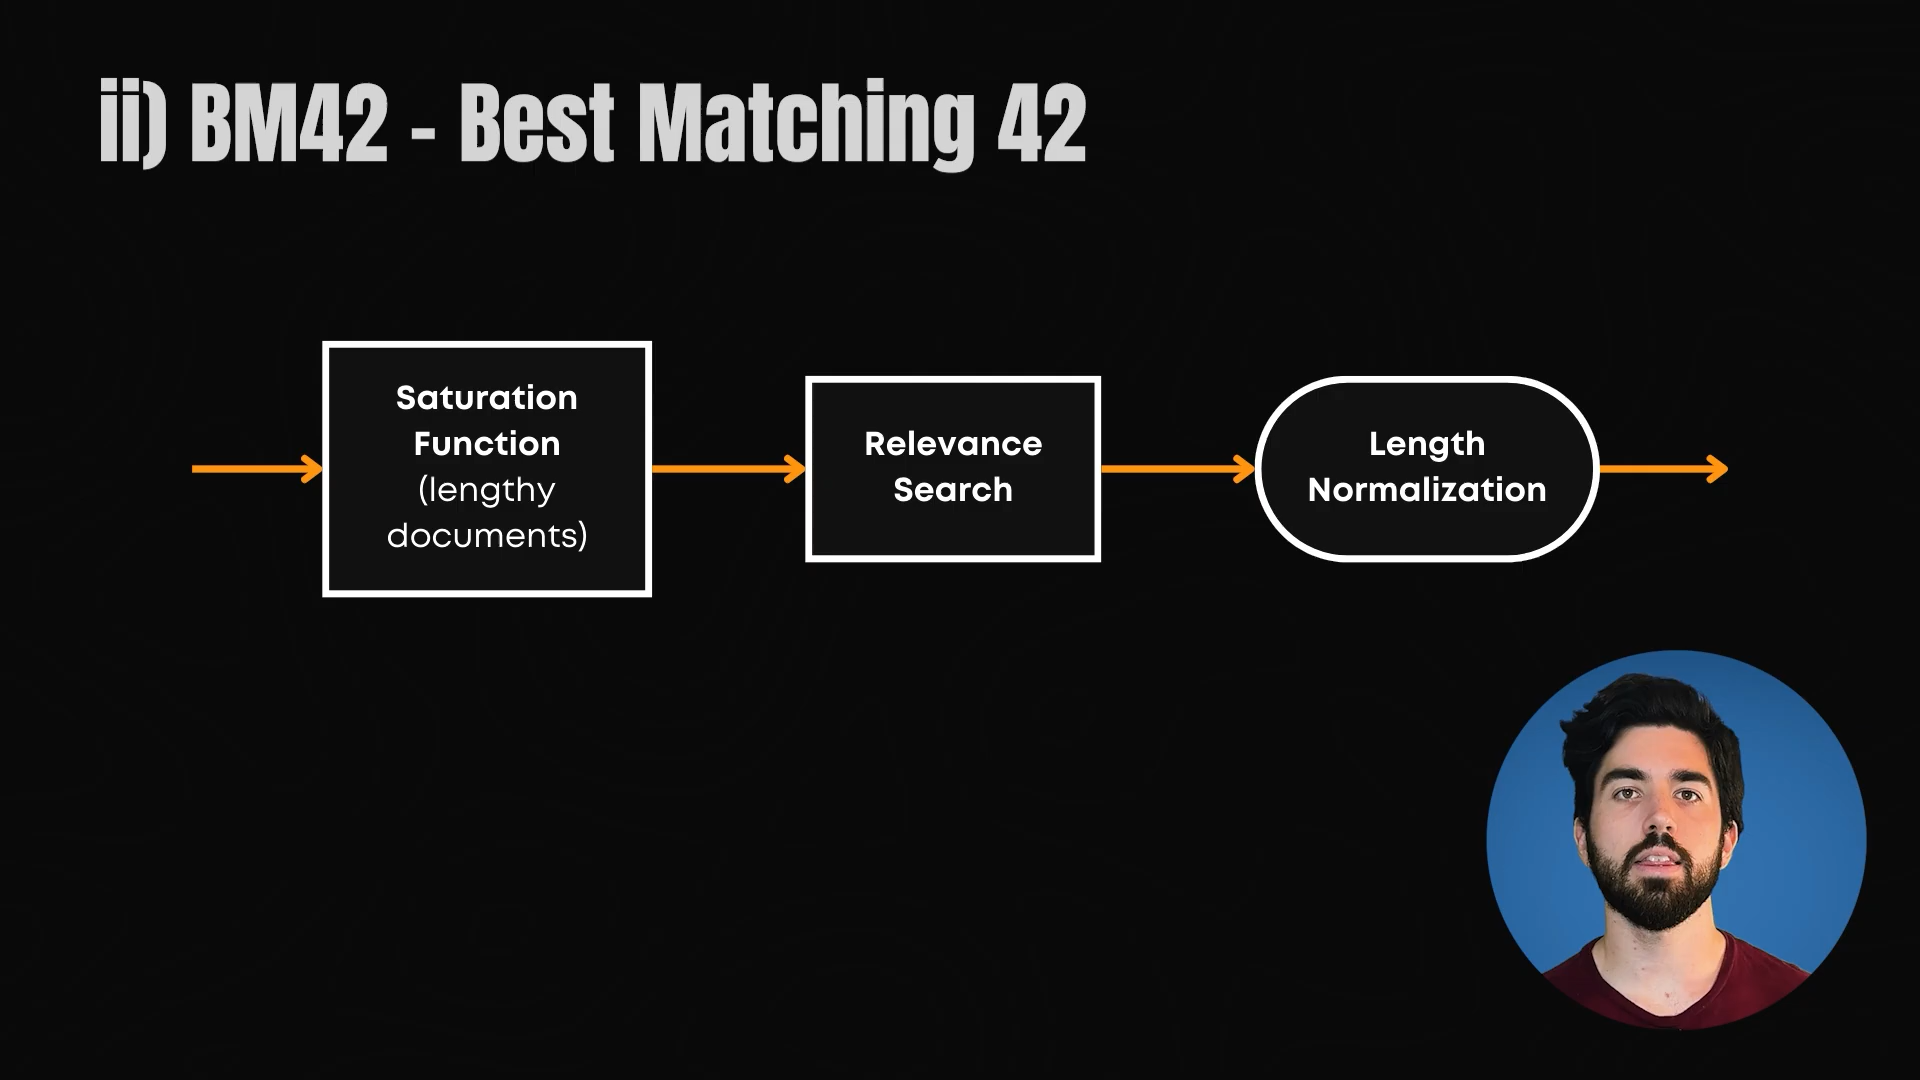 ii) BM42 - Best Matching 42
Saturation
Function
(lengthy
documents)
Relevance
Search
Length
Normalization